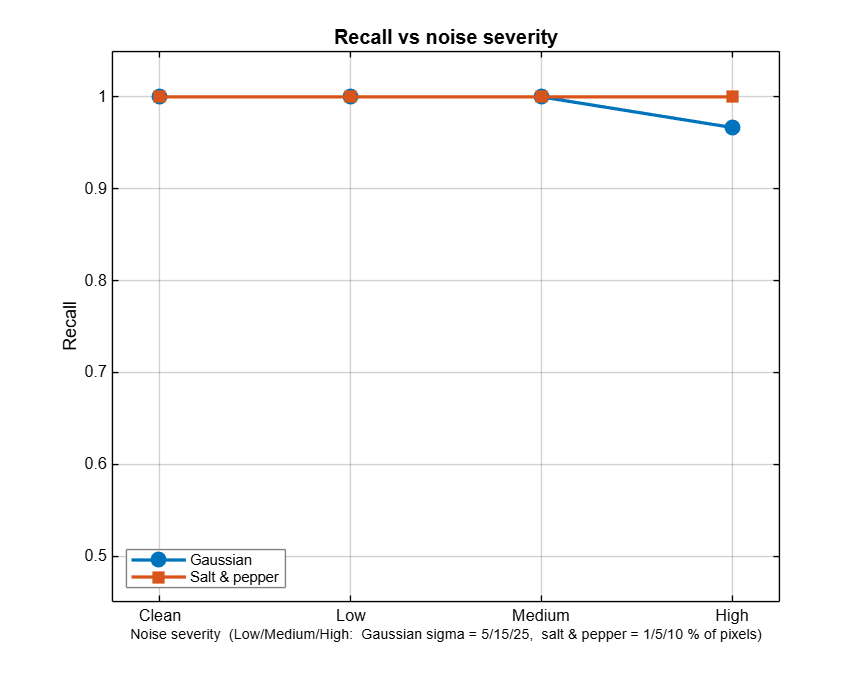 Recall vs noise severity
1
0.9
0.8
0.7
0.6
0.5
Recall
Gaussian
Salt & pepper
Clean Low Medium High
Noise severity (Low/Medium/High: Gaussian sigma = 5/15/25, salt & pepper = 1/5/10 % of pixels)